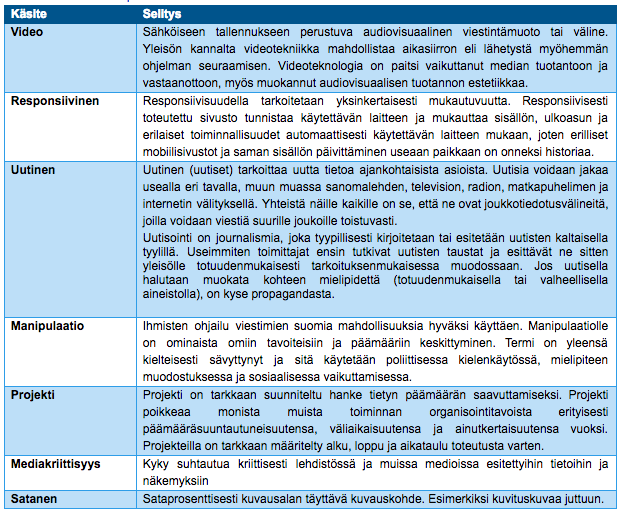 Käsite Selitys
Video Sähköiseen tallennukseen perustuva audiovisuaalinen viestintämuoto tai väline.
Yleisön kannalta videotekniikka mahdollistaa aikasiirron eli lähetystä myöhemmän
ohjelman seuraamisen. Videoteknologia on paitsi vaikuttanut median tuotantoon ja
vastaanottoon, myös muokannut audiovisuaalisen tuotannon estetiikkaa.
Responsiivinen Responsiivisuudella tarkoitetaan yksinkertaisesti mukautuvuutta. Responsiivisesti
toteutettu sivusto tunnistaa käytettävän laitteen ja mukauttaa sisällön, ulkoasun ja
erilaiset toiminnallisuudet automaattisesti käytettävän laitteen mukaan, joten erilliset
mobiilisivustot ja saman sisällön päivittäminen useaan paikkaan on onneksi historiaa.
Uutinen Uutinen (uutiset) tarkoittaa uutta tietoa ajankohtaisista asioista. Uutisia voidaan jakaa
usealla eri tavalla, muun muassa sanomalehden, television, radion, matkapuhelimen ja
internetin välityksellä. Yhteistä näille kaikille on se, että ne ovat joukkotiedotusvälineitä,
joilla voidaan viestiä suurille joukoille toistuvasti.
Uutisointi on journalismia, joka tyypillisesti kirjoitetaan tai esitetään uutisten kaltaisella
tyylillä. Useimmiten toimittajat ensin tutkivat uutisten taustat ja esittävät ne sitten
yleisölle totuudenmukaisesti tarkoituksenmukaisessa muodossaan. Jos uutisella
halutaan muokata kohteen mielipidettä (totuudenmukaisella tai valheellisella
aineistolla), on kyse propagandasta.
Manipulaatio Ihmisten ohjailu viestimien suomia mahdollisuuksia hyväksi käyttäen. Manipulaatiolle
on ominaista omiin tavoitteisiin ja päämääriin keskittyminen. Termi on yleensä
kielteisesti sävyttynyt ja sitä käytetään poliittisessa kielenkäytössä, mielipiteen
muodostuksessa ja sosiaalisessa vaikuttamisessa.
Projekti Projekti on tarkkaan suunniteltu hanke tietyn päämäärän saavuttamiseksi. Projekti
poikkeaa monista muista toiminnan organisointitavoista erityisesti
päämääräsuuntautuneisuutensa, väliaikaisuutensa ja ainutkertaisuutensa vuoksi.
Projekteilla on tarkkaan määritelty alku, loppu ja aikataulu toteutusta varten.
Mediakriittisyys Kyky suhtautua kriittisesti lehdistössä ja muissa medioissa esitettyihin tietoihin ja
näkemyksiin
Satanen Sataprosenttisesti kuvausalan täyttävä kuvauskohde. Esimerkiksi kuvituskuvaa juttuun.